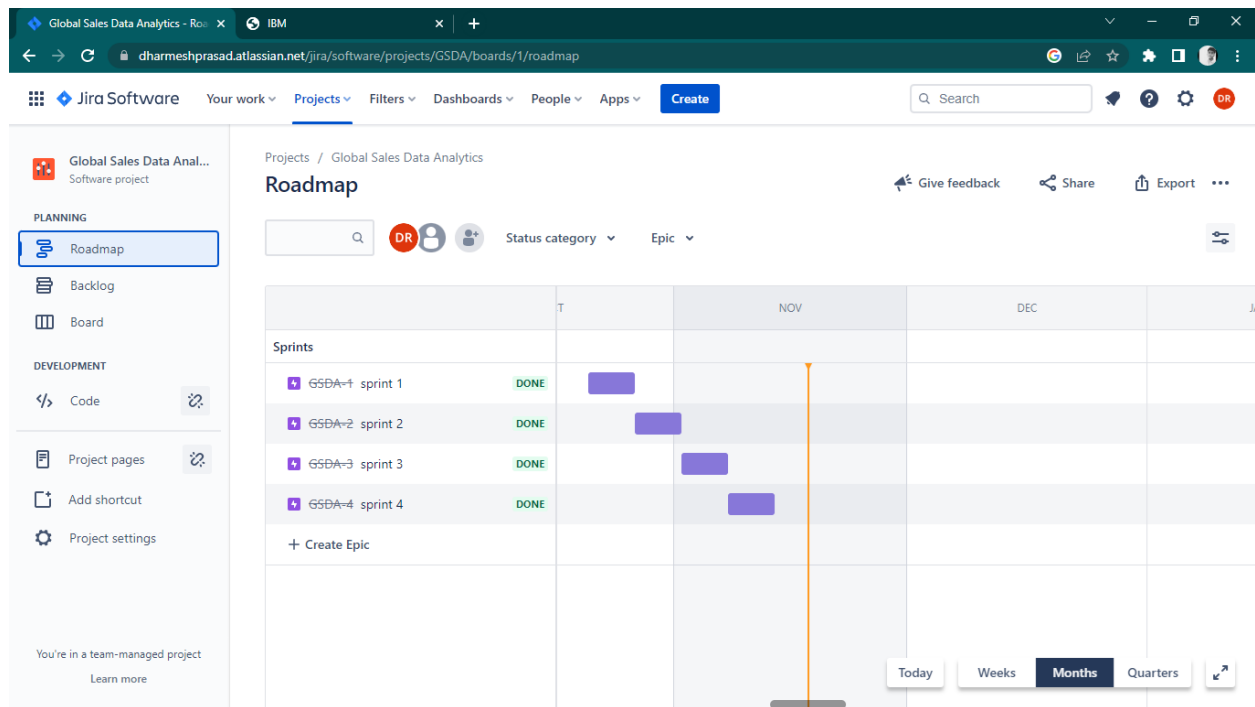 Global Sales Data Analytics - Roa
IBM
dharmeshprasad.atlassian.net/jira/software/projects/GSDA/boards/1/roadmap
Jira Software Your work Projects Filters Dashboards People Apps Create Search DR
Global Sales Data Anal...
Software project
PLANNING
Roadmap
Backlog
Board
DEVELOPMENT
Code
Project pages
Add shortcut
Project settings
You're in a team-managed project
Learn more
Projects / Global Sales Data Analytics
Roadmap
Give feedback Share Export
DR Status category Epic
T NOV DEC JA
Sprints
GSDA-1 sprint 1 DONE
GSDA-2 sprint 2 DONE
GSDA-3 sprint 3 DONE
GSDA-4 sprint 4 DONE
+ Create Epic
Today Weeks Months Quarters